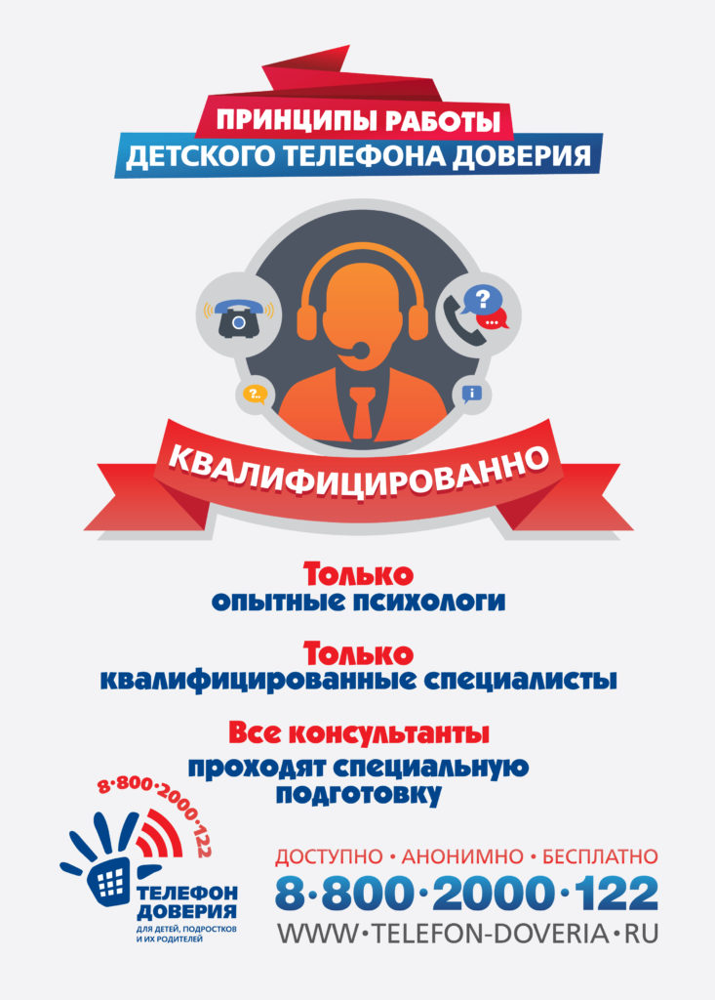 ПРИНЦИПЫ РАБОТЫ
ДЕТСКОГО ТЕЛЕФОНА ДОВЕРИЯ
?
...
?..
i
КВАЛИФИЦИРОВАННО
Только
опытные психологи
Только
квалифицированные специалисты
Все консультанты
проходят специальную
подготовку
8·800·2000·122
ТЕЛЕФОН
ДОВЕРИЯ
ДЛЯ ДЕТЕЙ, ПОДРОСТКОВ
И ИХ РОДИТЕЛЕЙ
ДОСТУПНО • АНОНИМНО • БЕСПЛАТНО
8·800·2000·122
WWW•TELEFON-DOVERIA•RU